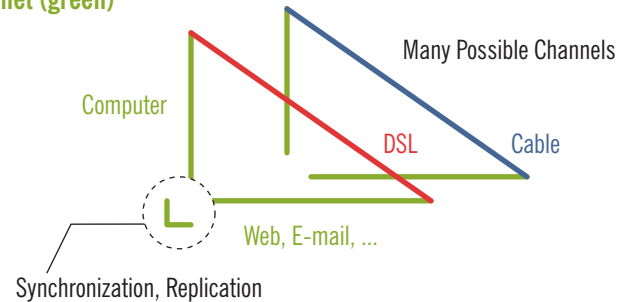 net (green)
Many Possible Channels
Computer
DSL
Cable
Web, E-mail, ...
Synchronization, Replication